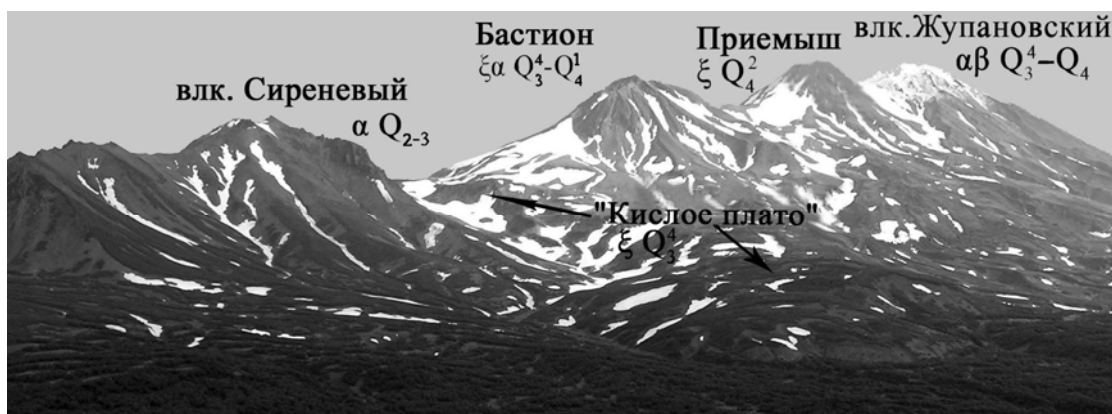 влк. Сиреневый
α Q₂₋₃
Бастион
ξα Q₃⁴-Q₄¹
Приемыш
ξ Q₄²
влк.Жупановский
αβ Q₃⁴–Q₄
"Кислое плато"
ξ Q₃⁴